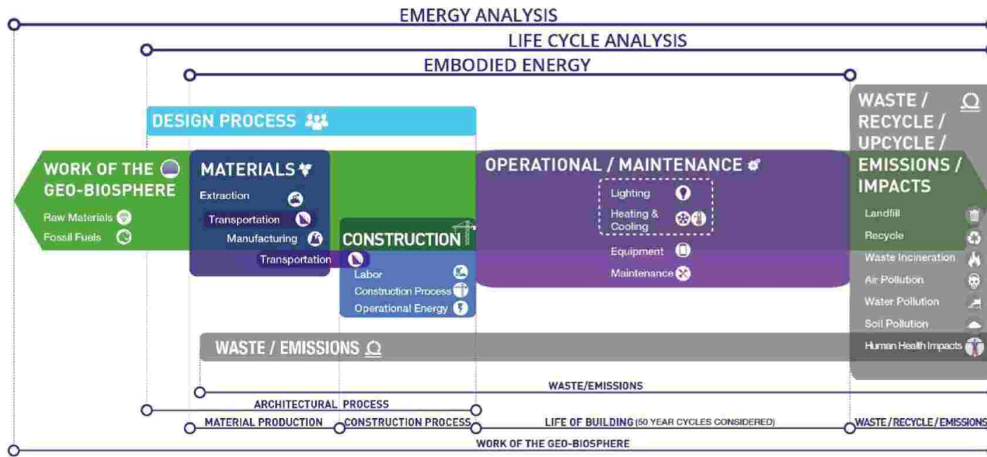 EMERGY ANALYSIS
LIFE CYCLE ANALYSIS
EMBODIED ENERGY
DESIGN PROCESS
WORK OF THE
GEO-BIOSPHERE
Raw Materials
Fossil Fuels
MATERIALS
Extraction
Transportation
Manufacturing
Transportation
CONSTRUCTION
Labor
Construction Process
Operational Energy
OPERATIONAL / MAINTENANCE
Lighting
Heating &
Cooling
Equipment
Maintenance
WASTE /
RECYCLE /
UPCYCLE /
EMISSIONS /
IMPACTS
Landfill
Recycle
Waste Incineration
Air Pollution
Water Pollution
Soil Pollution
Human Health Impacts
WASTE / EMISSIONS
WASTE/EMISSIONS
ARCHITECTURAL PROCESS
MATERIAL PRODUCTION
CONSTRUCTION PROCESS
LIFE OF BUILDING (50 YEAR CYCLES CONSIDERED)
WASTE/RECYCLE/EMISSIONS
WORK OF THE GEO-BIOSPHERE